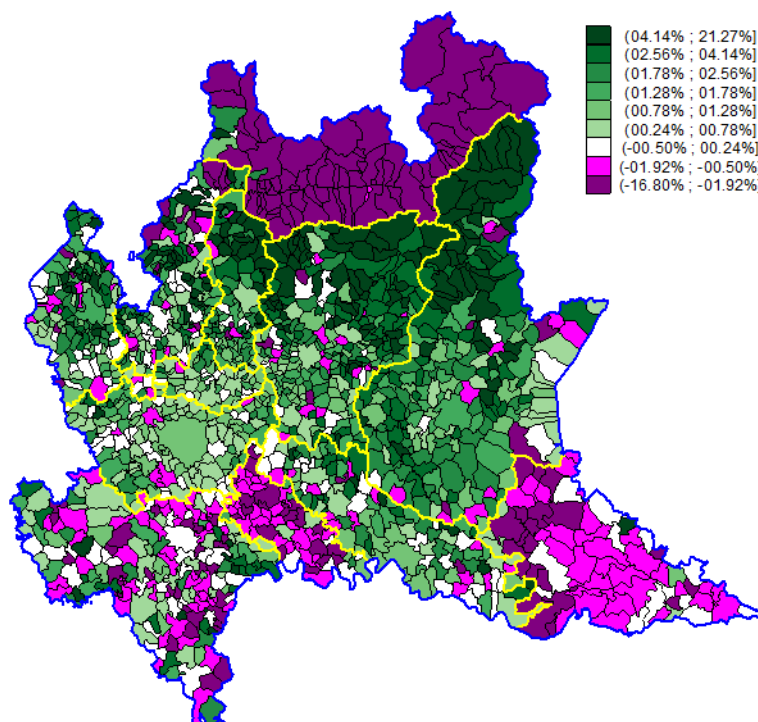 (04.14% ; 21.27%]
(02.56% ; 04.14%]
(01.78% ; 02.56%]
(01.28% ; 01.78%]
(00.78% ; 01.28%]
(00.24% ; 00.78%]
(-00.50% ; 00.24%]
(-01.92% ; -00.50%]
(-16.80% ; -01.92%]